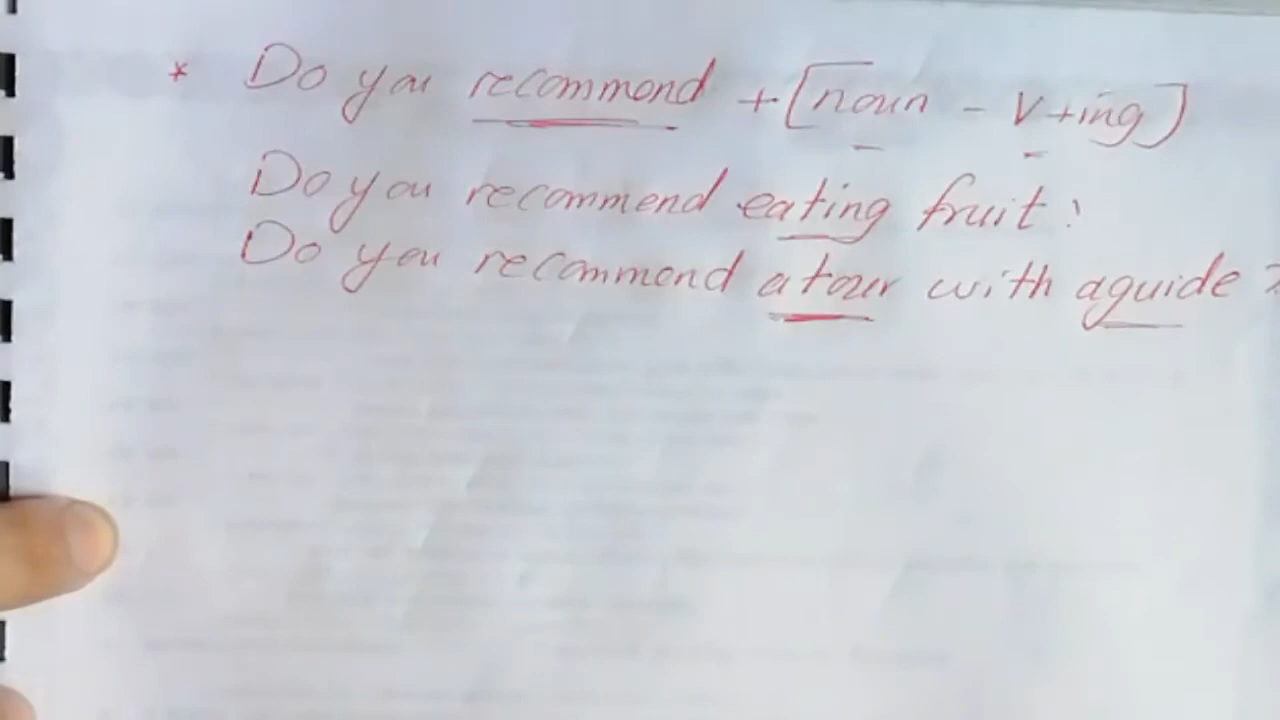 * Do you recommend + [noun - V+ing]
Do you recommend eating fruit?
Do you recommend a tour with a guide?